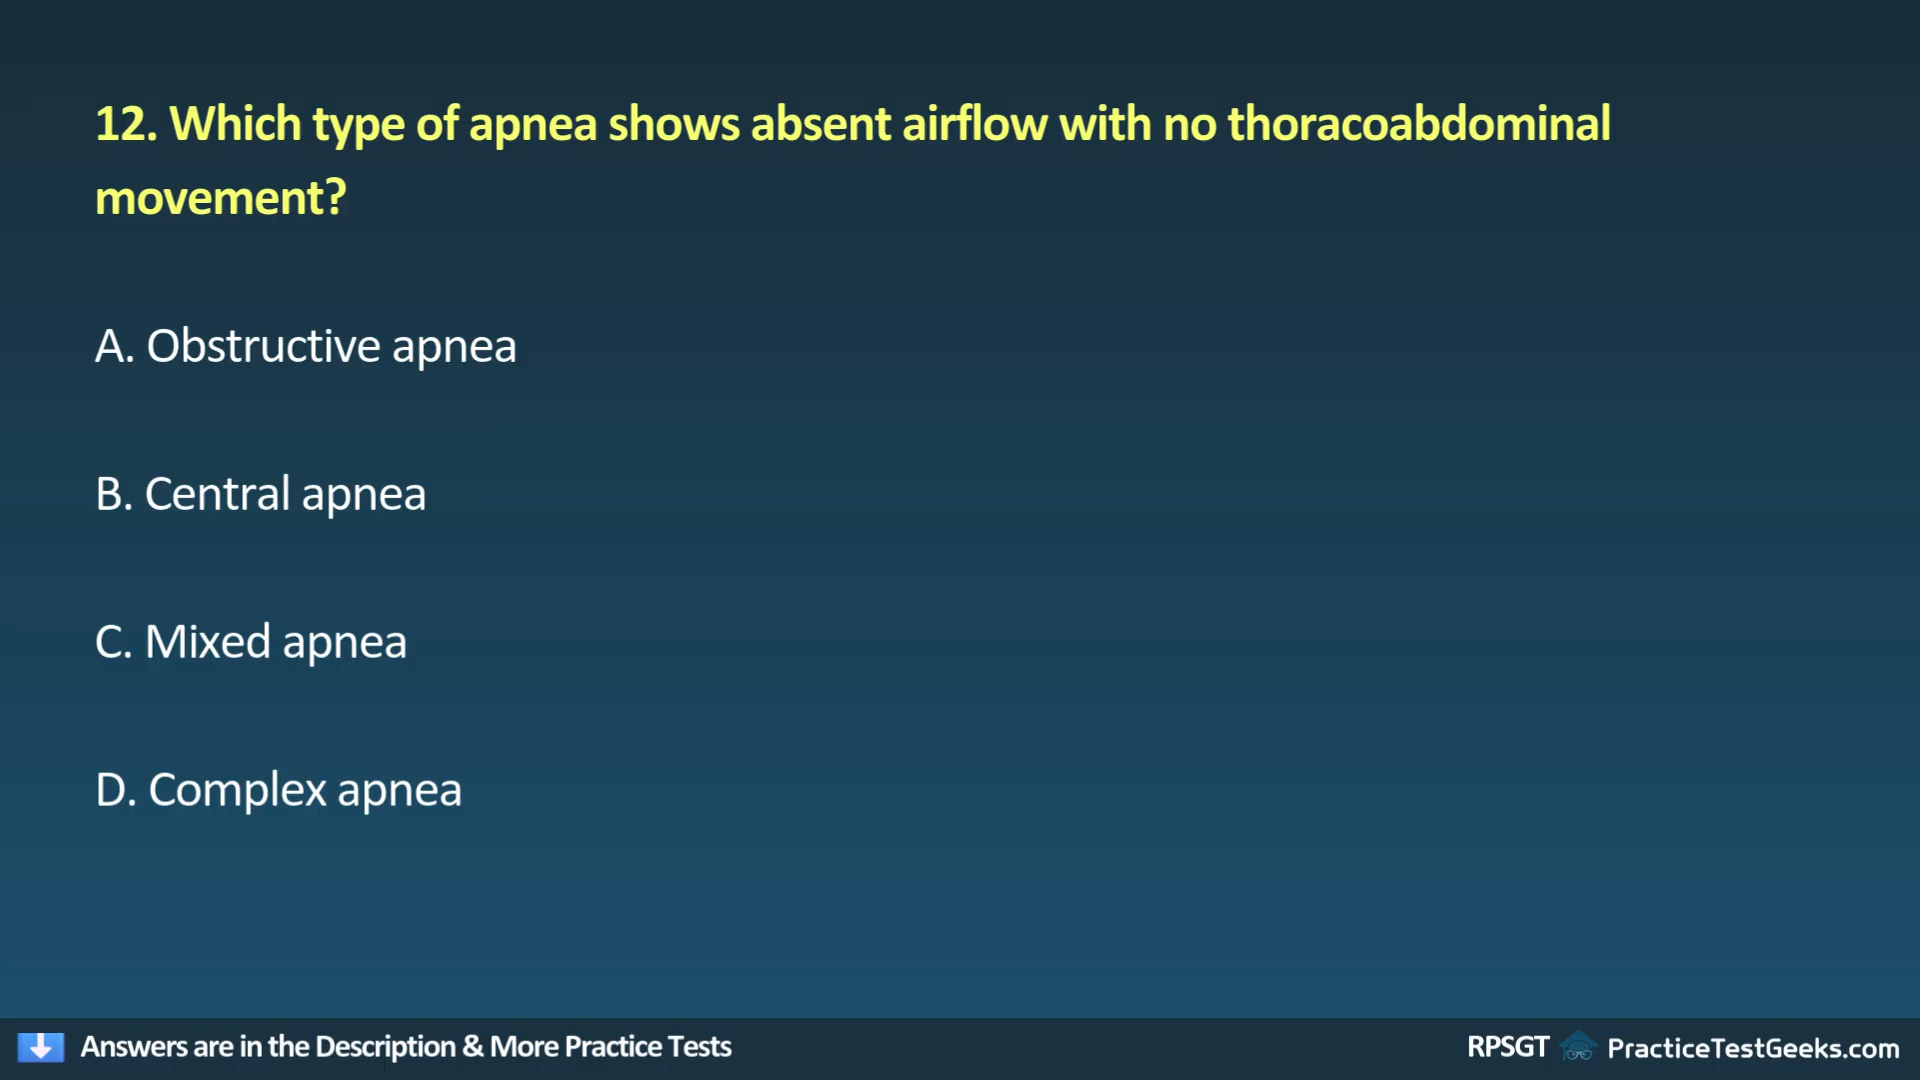 12. Which type of apnea shows absent airflow with no thoracoabdominal
movement?
A. Obstructive apnea
B. Central apnea
C. Mixed apnea
D. Complex apnea
Answers are in the Description & More Practice Tests
RPSGT PracticeTestGeeks.com